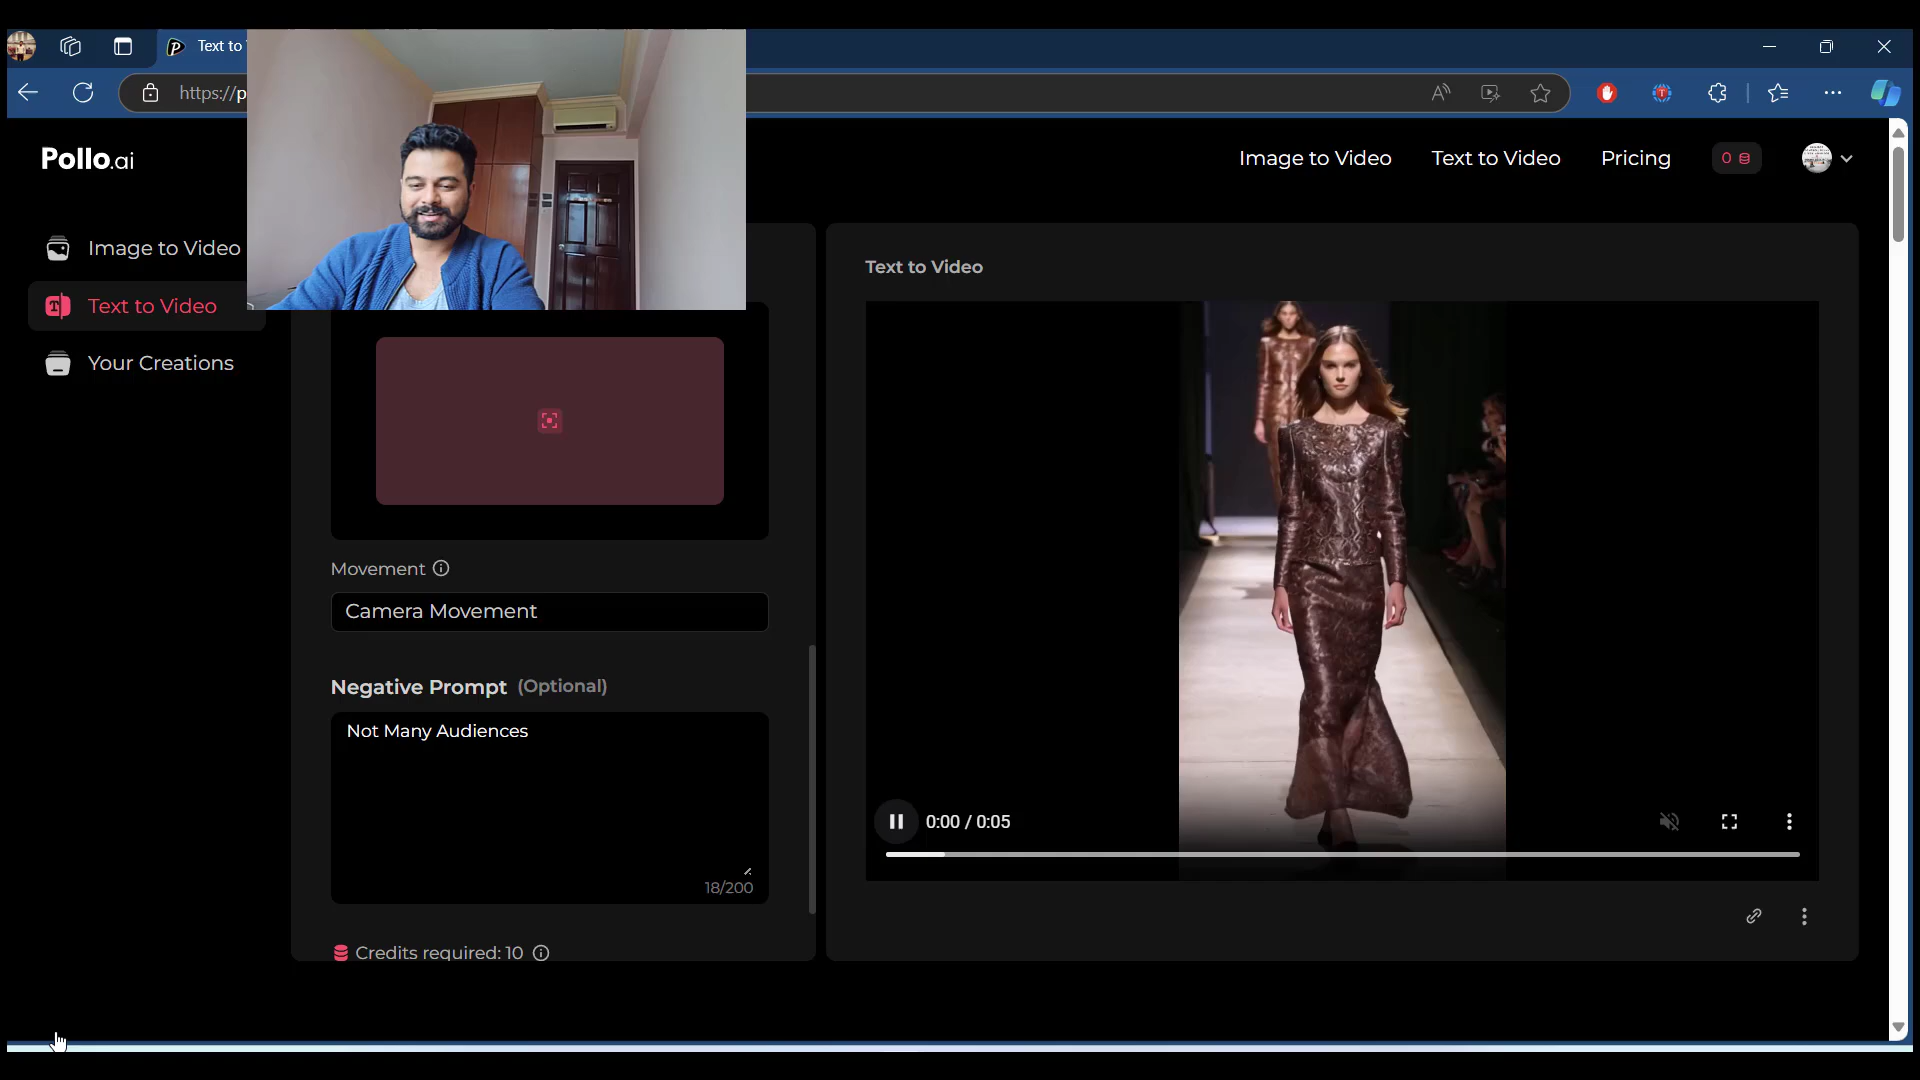 Text to
https://p
Pollo.ai
Image to Video
Text to Video
Pricing
0
Image to Video
Text to Video
Your Creations
Text to Video
Movement
Camera Movement
Negative Prompt (Optional)
Not Many Audiences
18/200
Credits required: 10
0:00 / 0:05